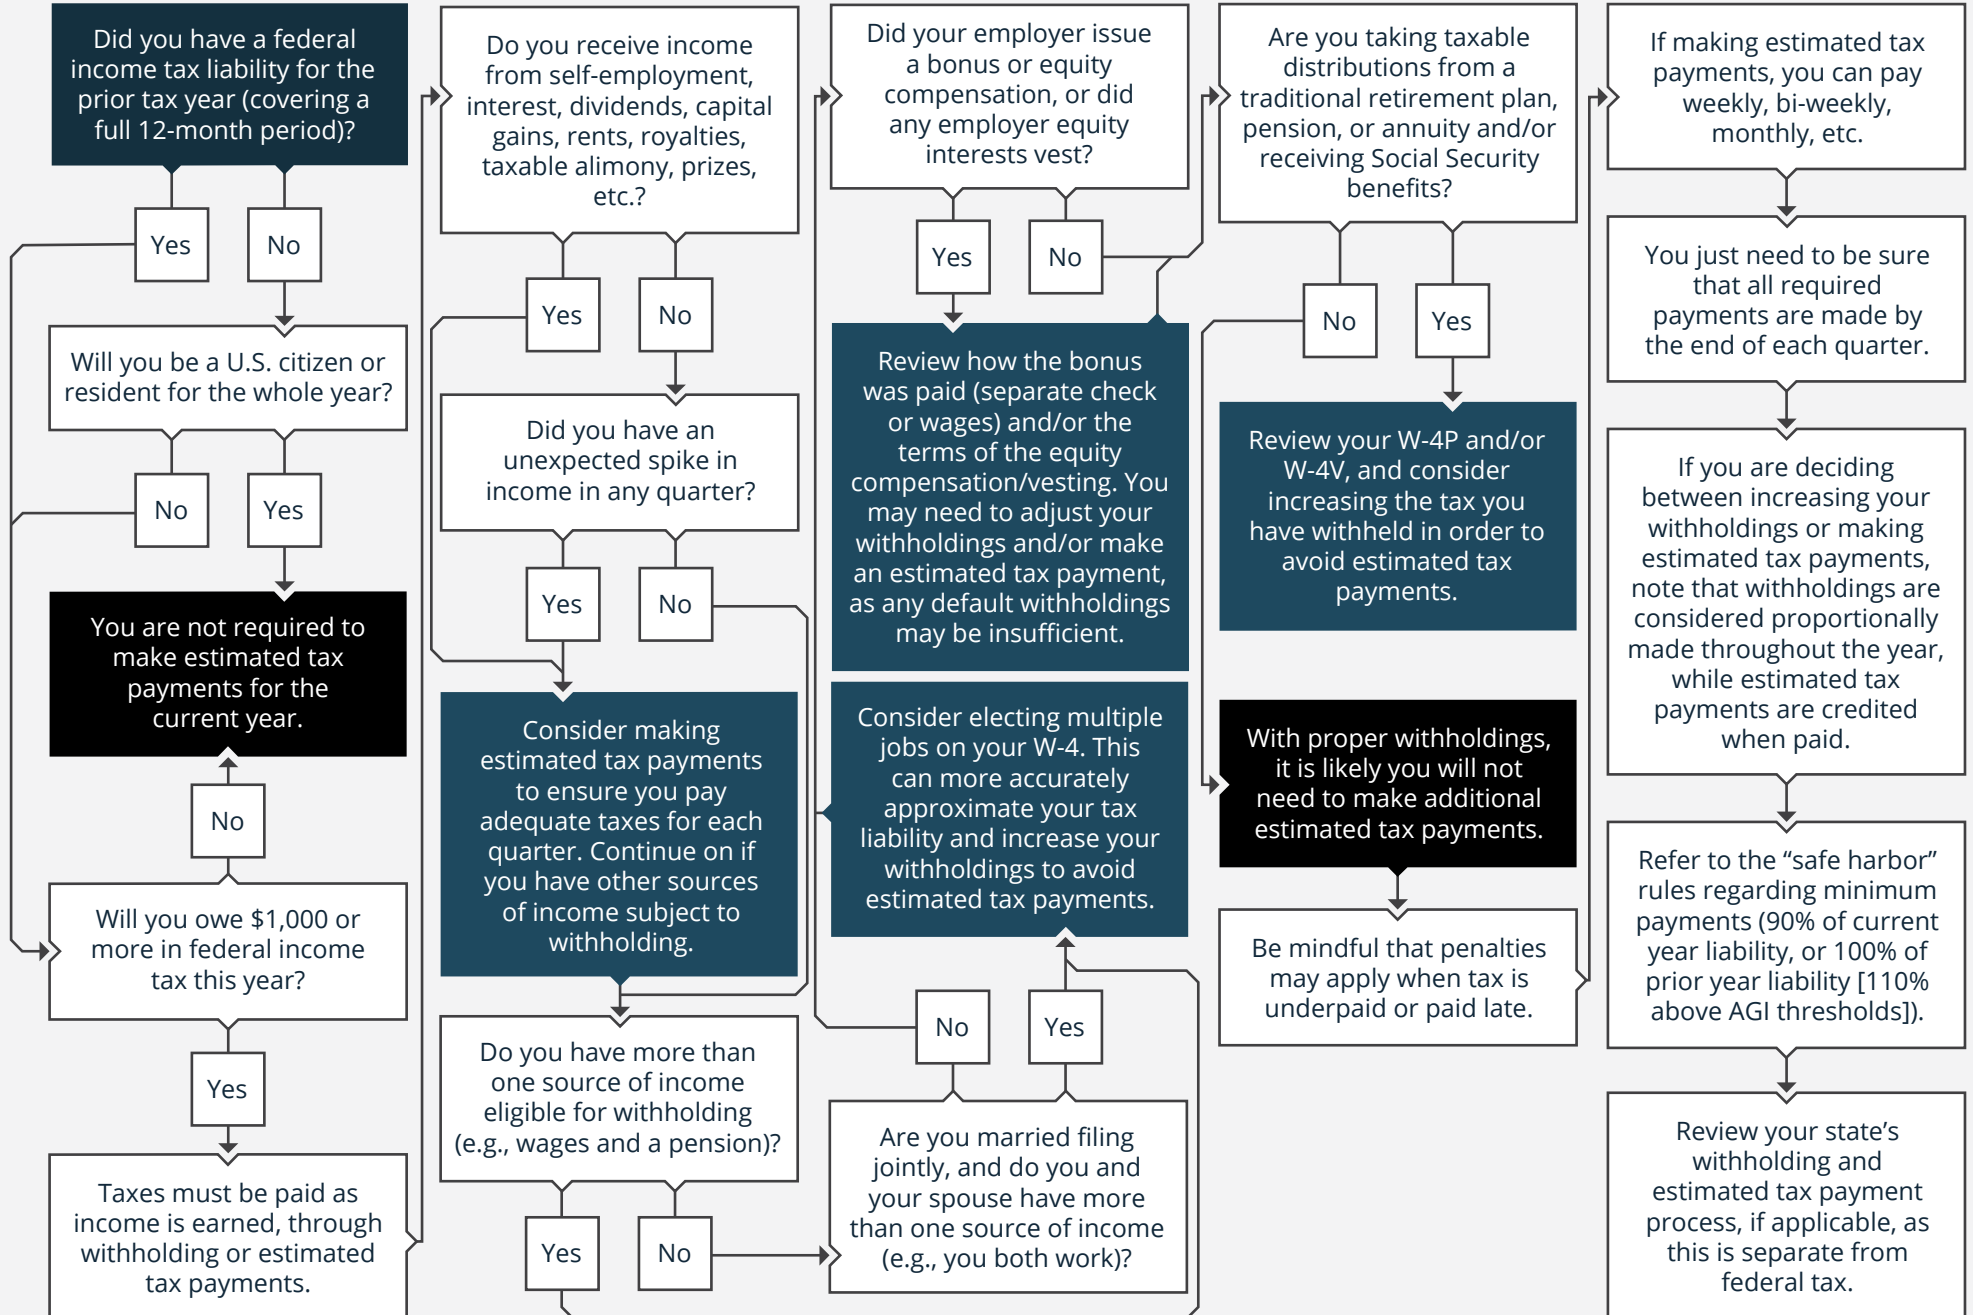 Did you have a federal
income tax liability for the
prior tax year (covering a
full 12-month period)?
Yes
No
Will you be a U.S. citizen or
resident for the whole year?
No
Yes
You are not required to
make estimated tax
payments for the
current year.
No
Will you owe $1,000 or
more in federal income
tax this year?
Yes
Taxes must be paid as
income is earned, through
withholding or estimated
tax payments.
Do you receive income
from self-employment,
interest, dividends, capital
gains, rents, royalties,
taxable alimony, prizes,
etc.?
Yes
No
Did you have an
unexpected spike in
income in any quarter?
Yes
No
Consider making
estimated tax payments
to ensure you pay
adequate taxes for each
quarter. Continue on if
you have other sources
of income subject to
withholding.
Do you have more than
one source of income
eligible for withholding
(e.g., wages and a pension)?
Yes
No
Did your employer issue
a bonus or equity
compensation, or did
any employer equity
interests vest?
Yes
No
Review how the bonus
was paid (separate check
or wages) and/or the
terms of the equity
compensation/vesting. You
may need to adjust your
withholdings and/or make
an estimated tax payment,
as any default withholdings
may be insufficient.
Consider electing multiple
jobs on your W-4. This
can more accurately
approximate your tax
liability and increase your
withholdings to avoid
estimated tax payments.
No
Yes
Are you married filing
jointly, and do you and
your spouse have more
than one source of income
(e.g., you both work)?
Are you taking taxable
distributions from a
traditional retirement plan,
pension, or annuity and/or
receiving Social Security
benefits?
No
Yes
Review your W-4P and/or
W-4V, and consider
increasing the tax you
have withheld in order to
avoid estimated tax
payments.
With proper withholdings,
it is likely you will not
need to make additional
estimated tax payments.
Be mindful that penalties
may apply when tax is
underpaid or paid late.
If making estimated tax
payments, you can pay
weekly, bi-weekly,
monthly, etc.
You just need to be sure
that all required
payments are made by
the end of each quarter.
If you are deciding
between increasing your
withholdings or making
estimated tax payments,
note that withholdings are
considered proportionally
made throughout the year,
while estimated tax
payments are credited
when paid.
Refer to the “safe harbor”
rules regarding minimum
payments (90% of current
year liability, or 100% of
prior year liability [110%
above AGI thresholds]).
Review your state’s
withholding and
estimated tax payment
process, if applicable, as
this is separate from
federal tax.